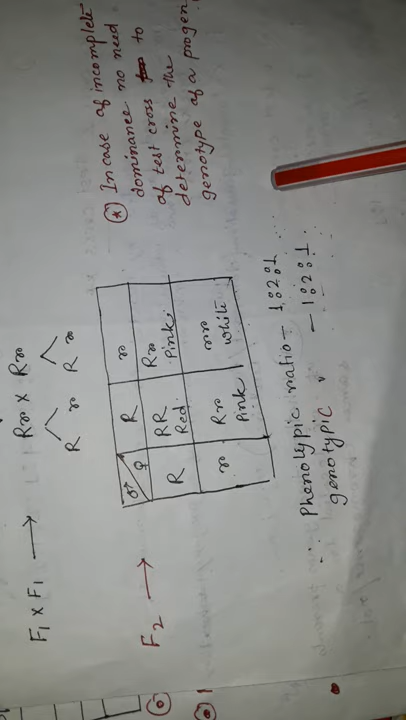 F₁ x F₁ → Rr x Rr
R r R r
F₂ →
♂ ♀ R r
R RR Rr
Red. Pink.
r Rr rr
Pink white
∴ Phenotypic ratio - 1:2:1
genotypic " - 1:2:1.
* In case of incomplete
dominance no need
of test cross to
determine the
genotype of a progen